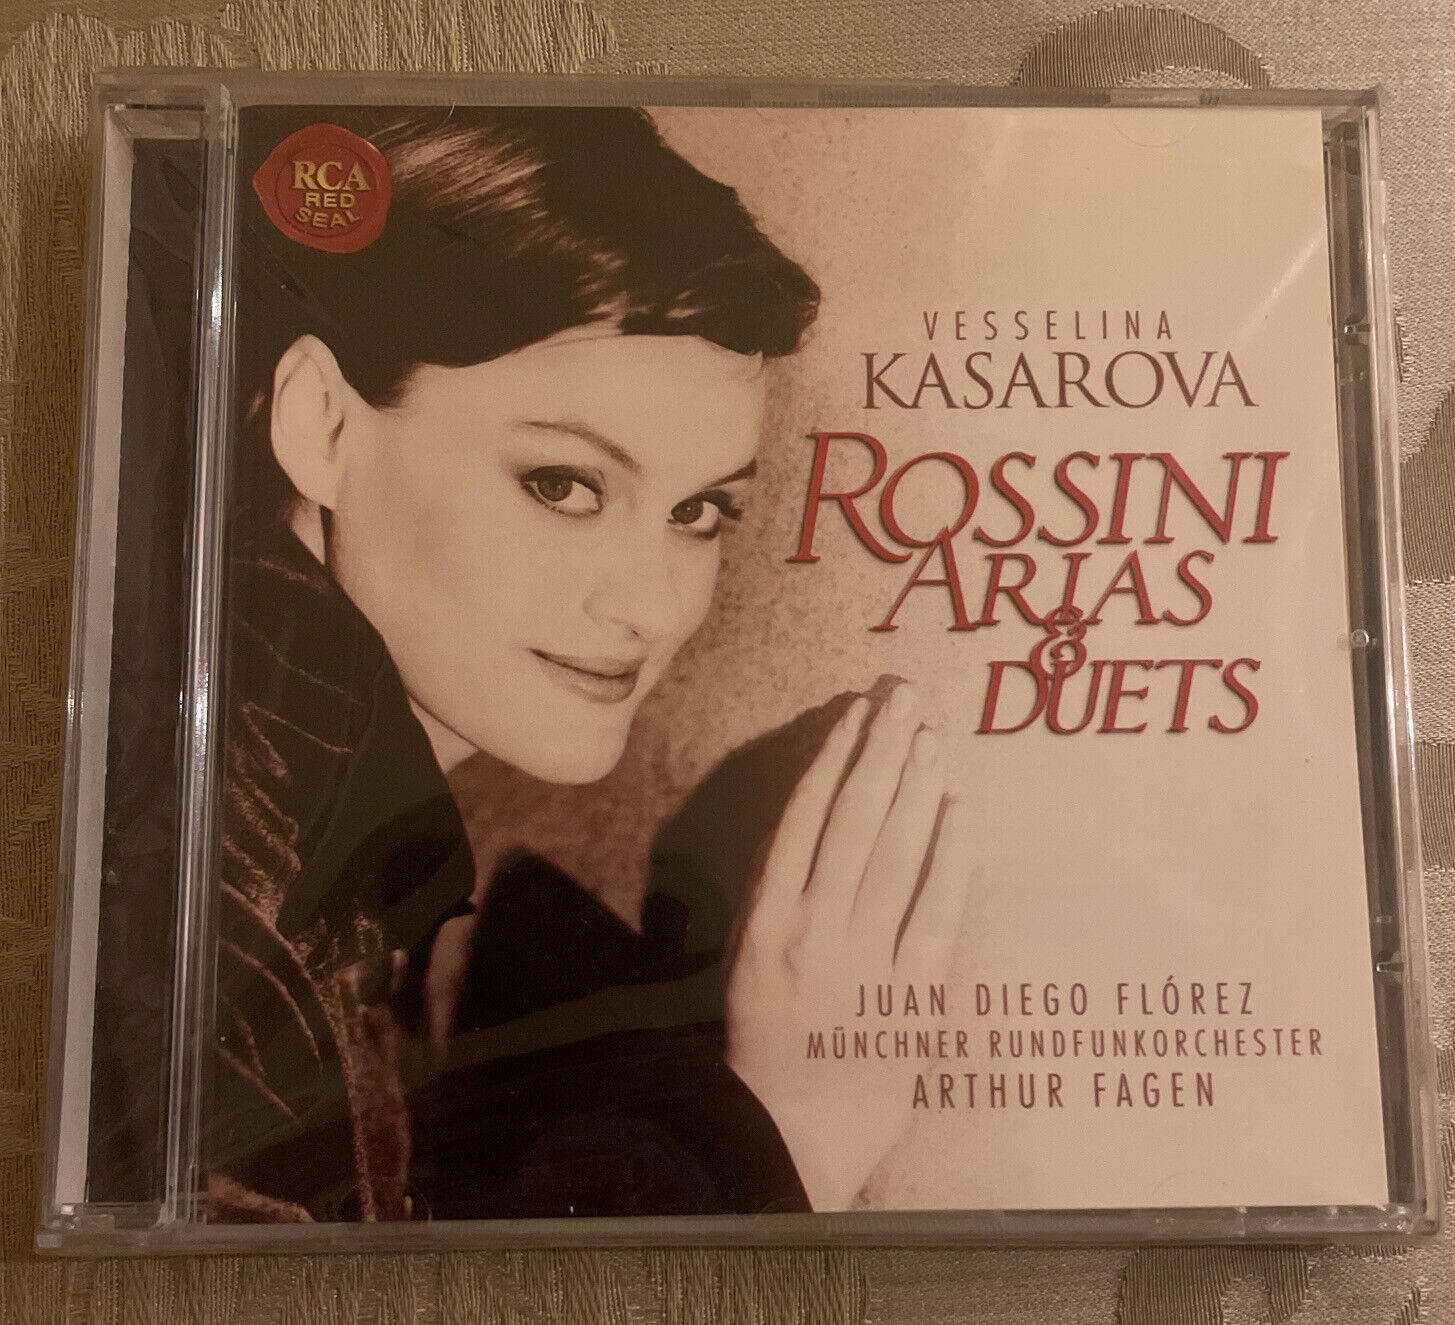 RCA
RED
SEAL
VESSELINA
KASAROVA
ROSSINI
ARIAS
&
DUETS
JUAN DIEGO FLÓREZ
MÜNCHNER RUNDFUNKORCHESTER
ARTHUR FAGEN